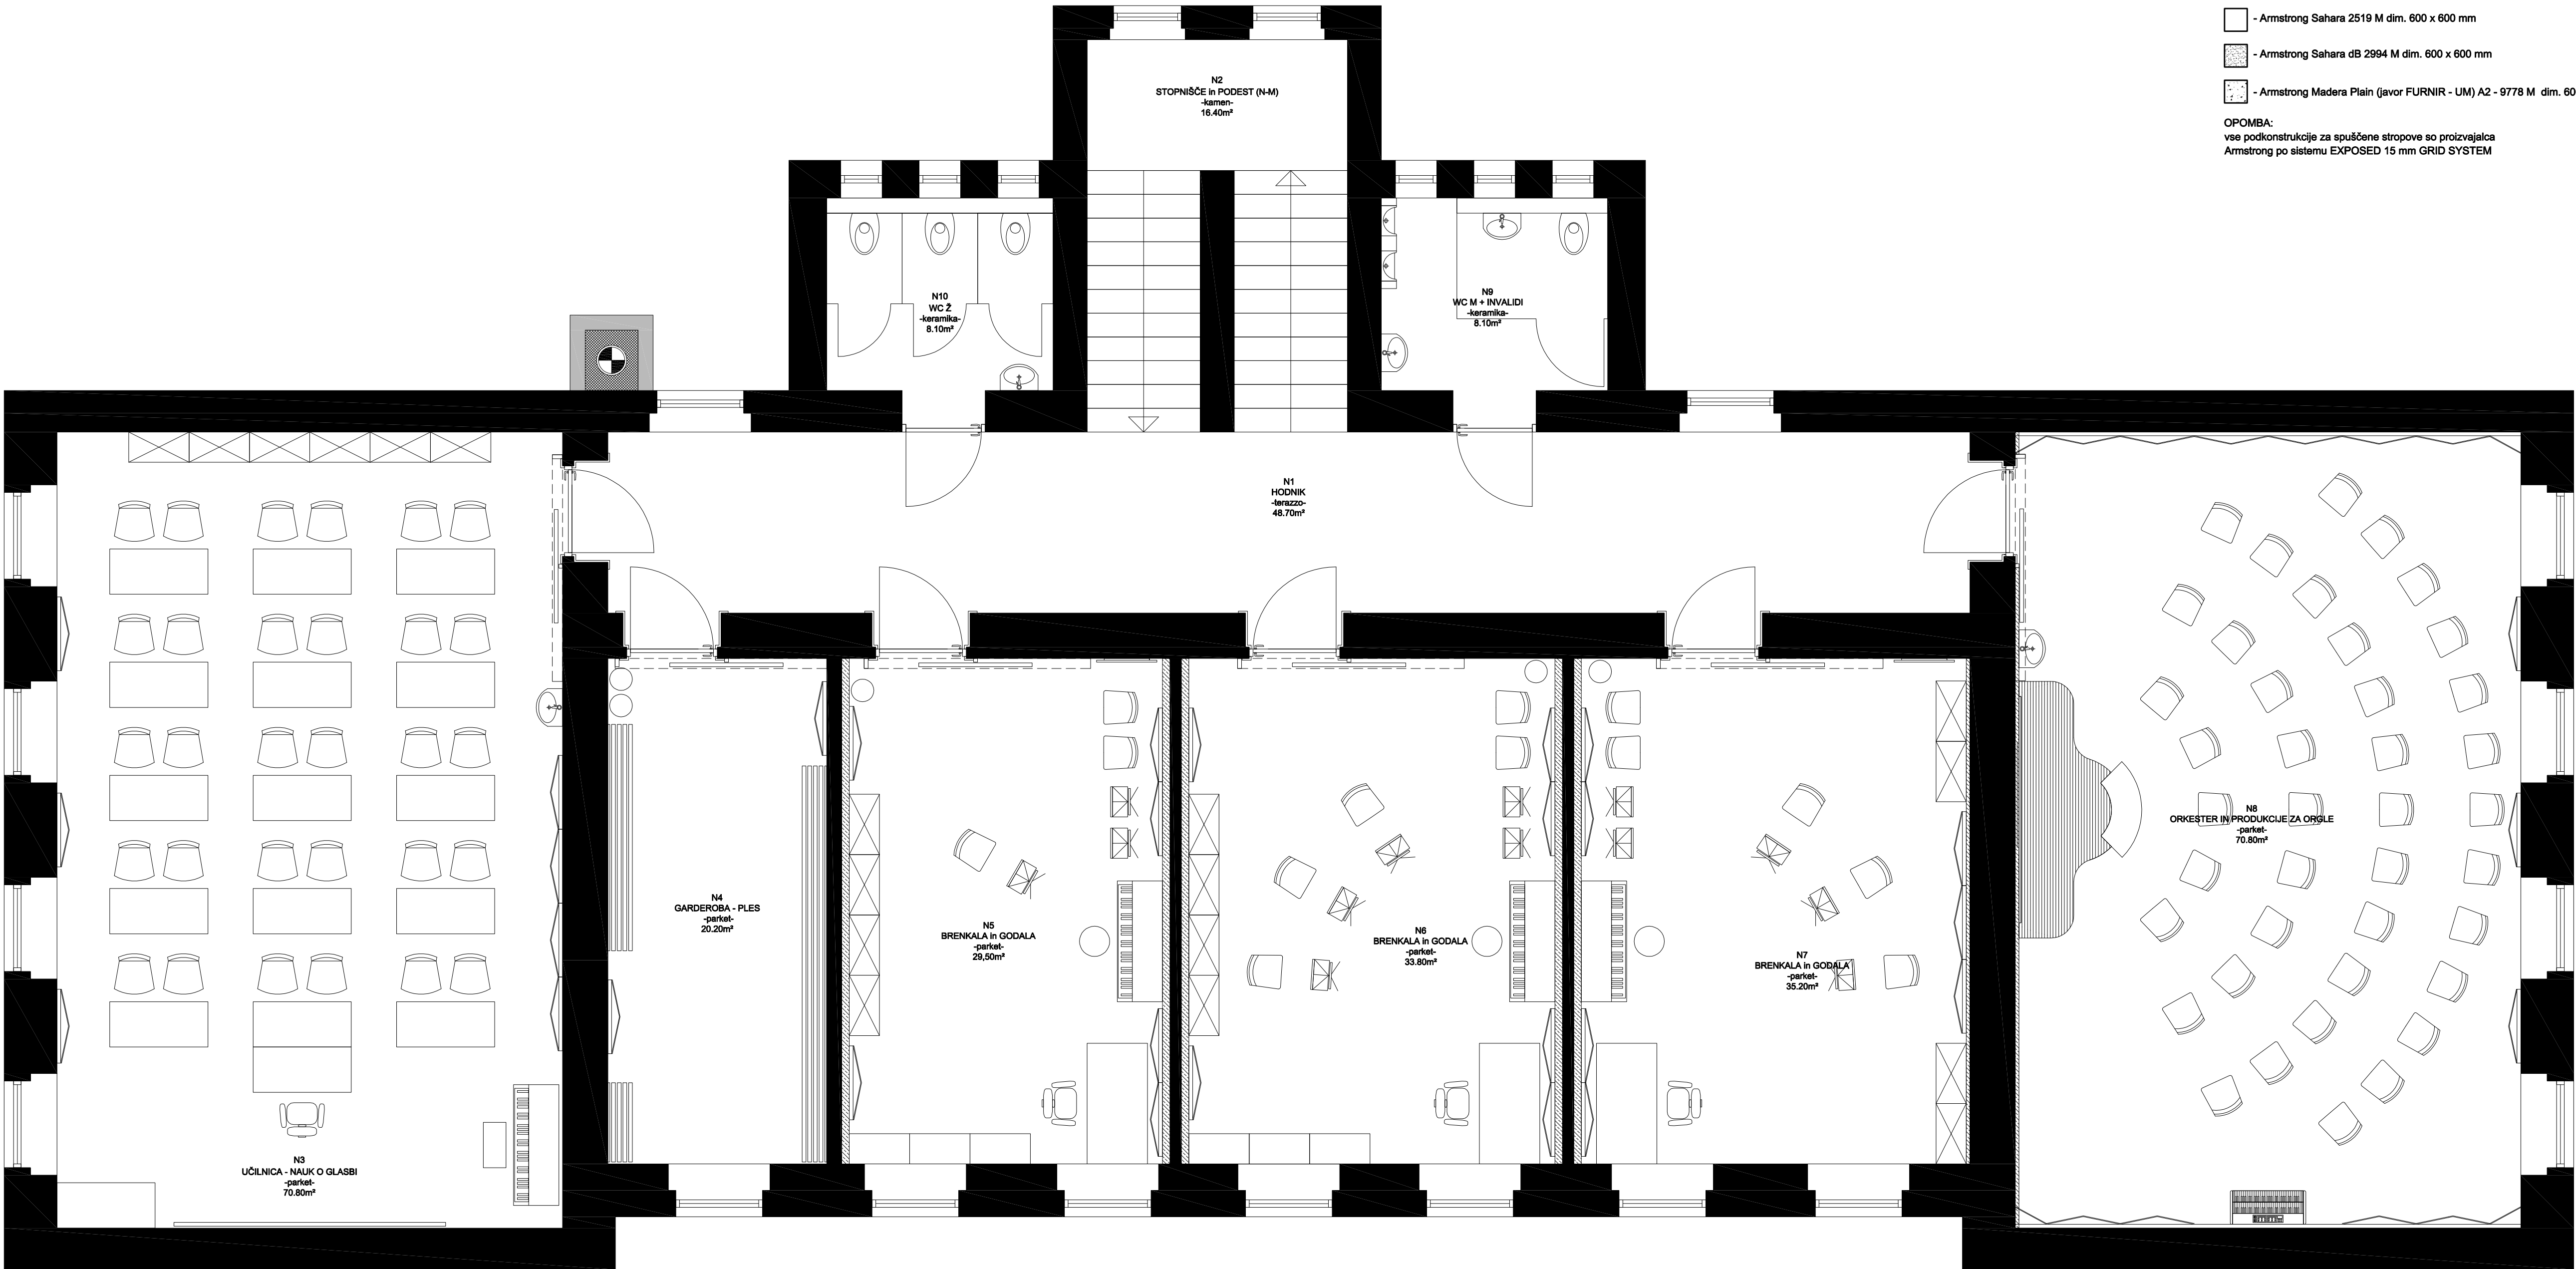 - Armstrong Sahara 2519 M dim. 600 x 600 mm
- Armstrong Sahara dB 2994 M dim. 600 x 600 mm
- Armstrong Madera Plain (javor FURNIR - UM) A2 - 9778 M dim. 60
OPOMBA:
vse podkonstrukcije za spuščene stropove so proizvajalca
Armstrong po sistemu EXPOSED 15 mm GRID SYSTEM
N2
STOPNIŠČE in PODEST (N-M)
-kamen-
16.40m²
N10
WC Ž
-keramika-
8.10m²
N9
WC M + INVALIDI
-keramika-
8.10m²
N1
HODNIK
-terazzo-
48.70m²
N3
UČILNICA - NAUK O GLASBI
-parket-
70.80m²
N4
GARDEROBA - PLES
-parket-
20.20m²
N5
BRENKALA in GODALA
-parket-
29,50m²
N6
BRENKALA in GODALA
-parket-
33.80m²
N7
BRENKALA in GODALA
-parket-
35.20m²
N8
ORKESTER IN PRODUKCIJE ZA ORGLE
-parket-
70.80m²